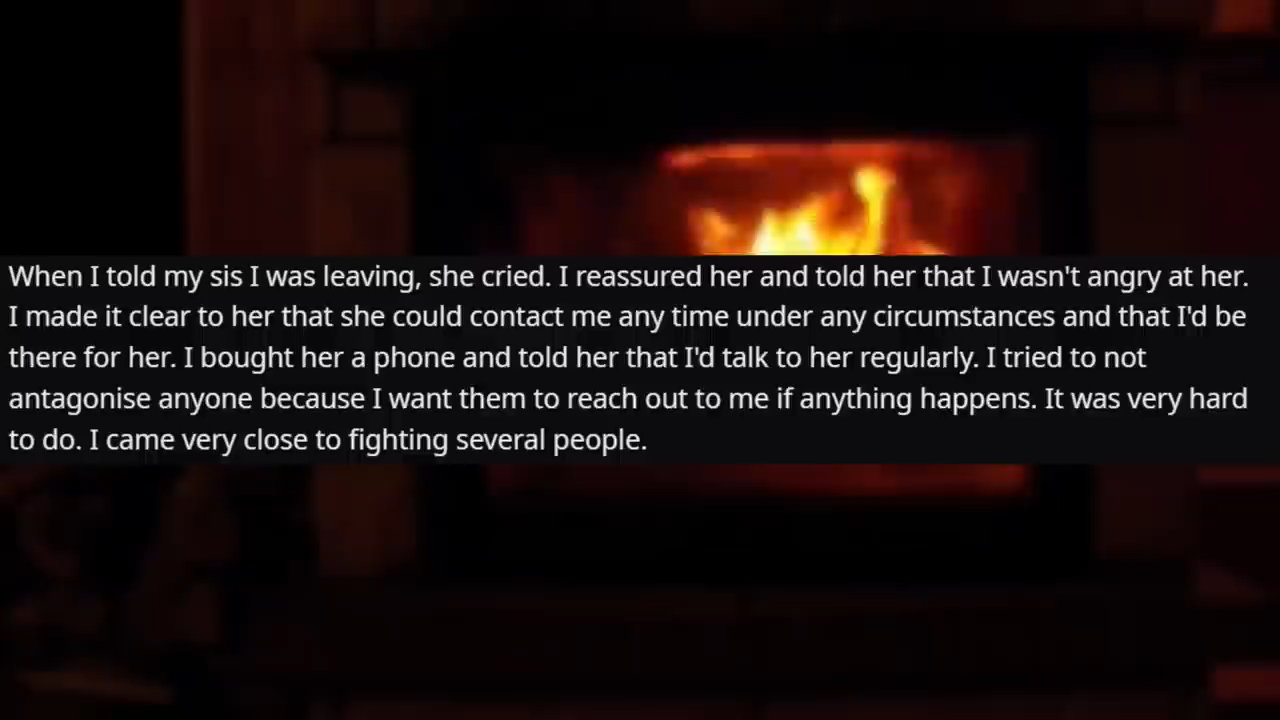 When I told my sis I was leaving, she cried. I reassured her and told her that I wasn't angry at her.
I made it clear to her that she could contact me any time under any circumstances and that I'd be
there for her. I bought her a phone and told her that I'd talk to her regularly. I tried to not
antagonise anyone because I want them to reach out to me if anything happens. It was very hard
to do. I came very close to fighting several people.